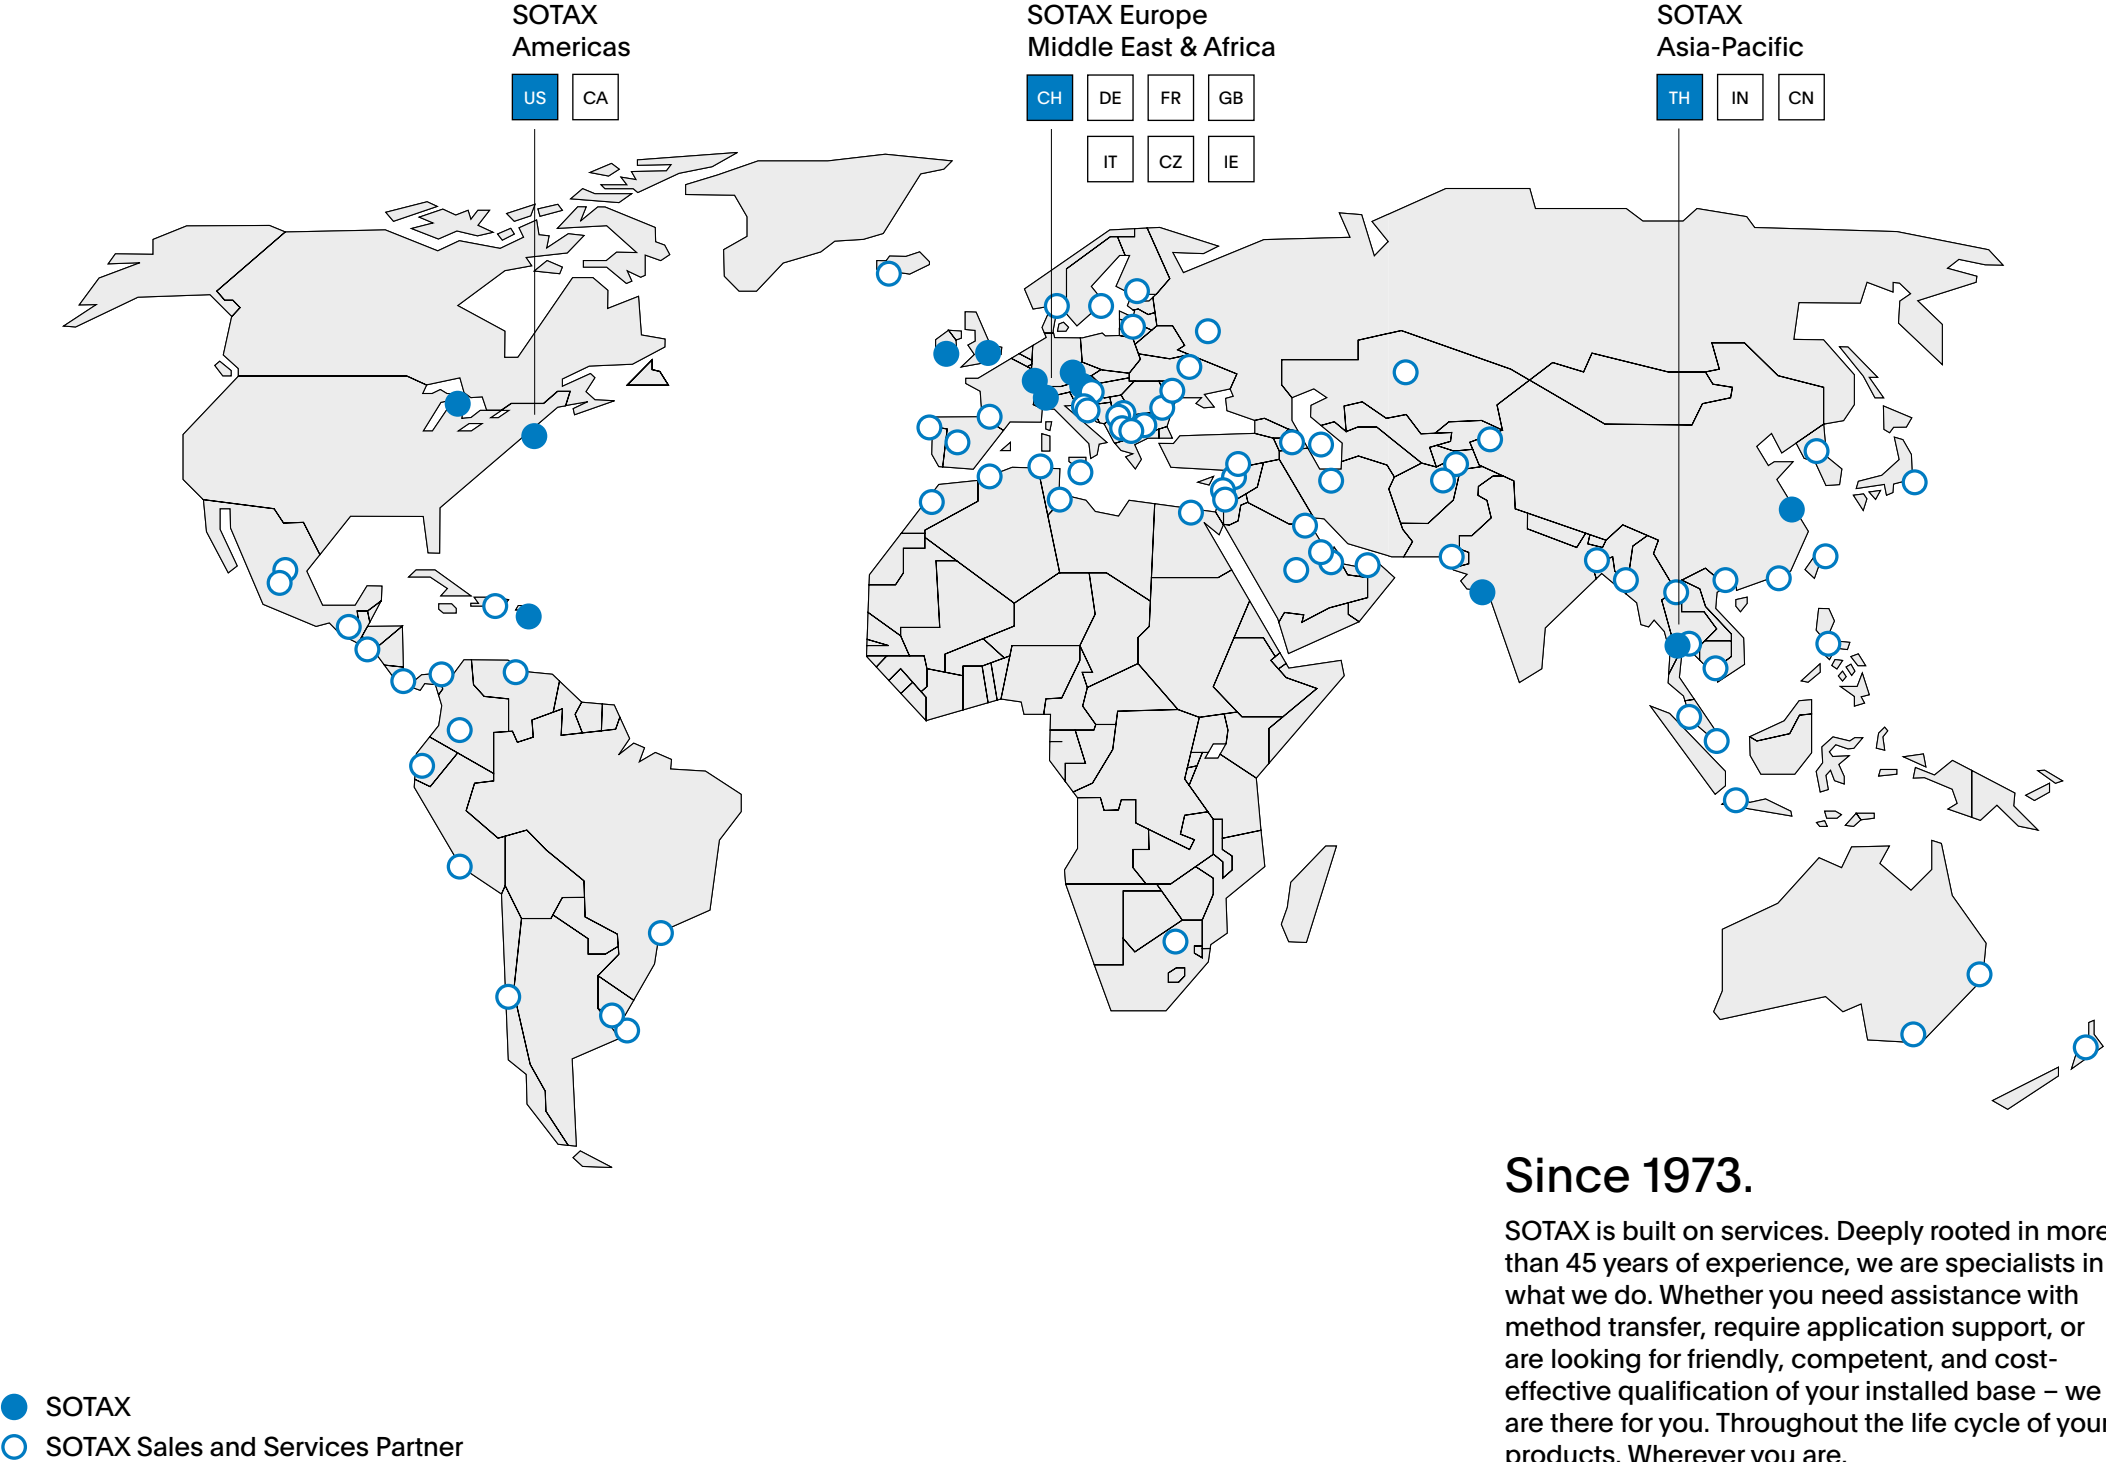 SOTAX
Americas
US CA
SOTAX Europe
Middle East & Africa
CH DE FR GB
IT CZ IE
SOTAX
Asia-Pacific
TH IN CN
Since 1973.
SOTAX is built on services. Deeply rooted in more
than 45 years of experience, we are specialists in
what we do. Whether you need assistance with
method transfer, require application support, or
are looking for friendly, competent, and cost-
effective qualification of your installed base – we
are there for you. Throughout the life cycle of your
products. Wherever you are.
SOTAX
SOTAX Sales and Services Partner